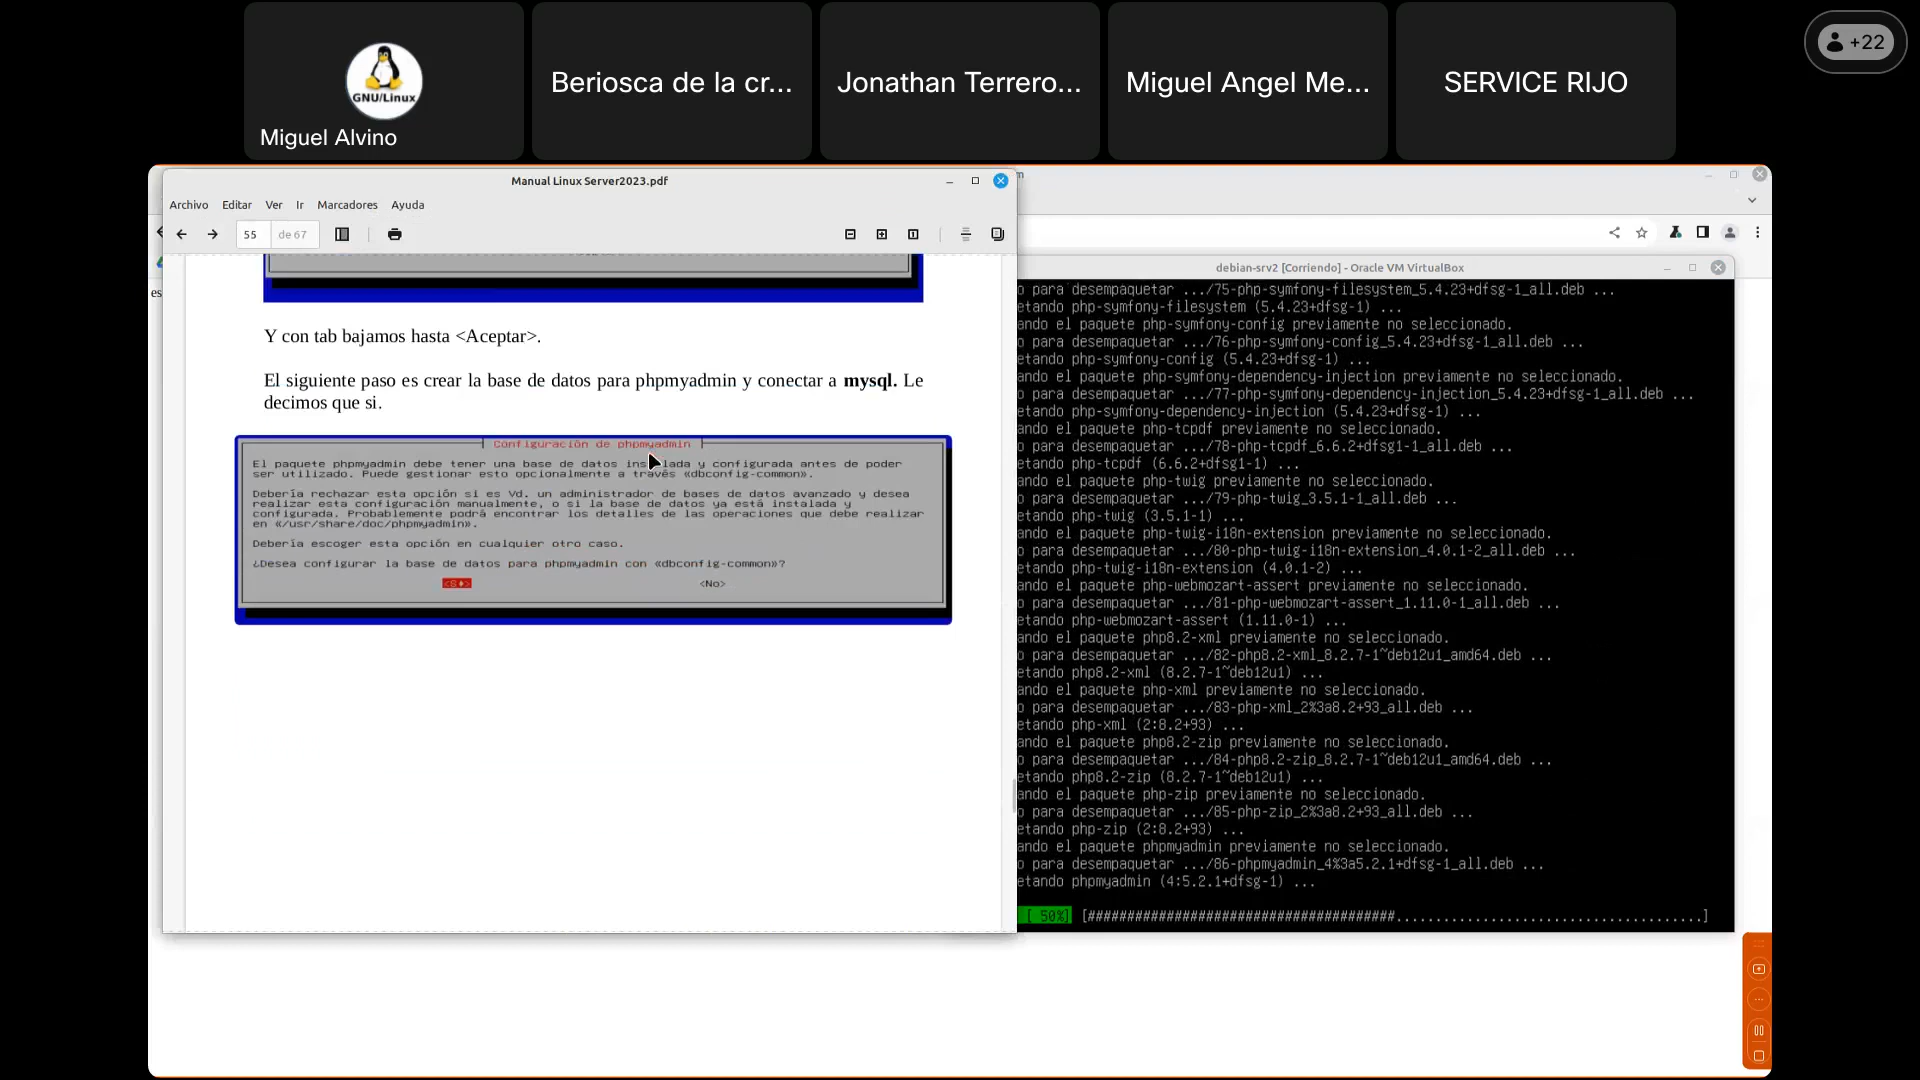 GNU/Linux
Miguel Alvino
Beriosca de la cr...
Jonathan Terrero...
Miguel Angel Me...
SERVICE RIJO
+22
Manual Linux Server2023.pdf
Archivo Editar Ver Ir Marcadores Ayuda
55 de 67
es
Y con tab bajamos hasta <Aceptar>.
El siguiente paso es crear la base de datos para phpmyadmin y conectar a mysql. Le
decimos que si.
Configuración de phpmyadmin
El paquete phpmyadmin debe tener una base de datos instalada y configurada antes de poder
ser utilizado. Puede gestionar esto opcionalmente a través «dbconfig-common».
Debería rechazar esta opción si es Vd. un administrador de bases de datos avanzado y desea
realizar esta configuración manualmente, o si la base de datos ya está instalada y
configurada. Probablemente podrá encontrar los detalles de las operaciones que debe realizar
en «/usr/share/doc/phpmyadmin».
Debería escoger esta opción en cualquier otro caso.
¿Desea configurar la base de datos para phpmyadmin con «dbconfig-common»?
<No>
debian-srv2 [Corriendo] - Oracle VM VirtualBox
o para desempaquetar .../75-php-symfony-filesystem_5.4.23+dfsg-1_all.deb ...
etando php-symfony-filesystem (5.4.23+dfsg-1) ...
ando el paquete php-symfony-config previamente no seleccionado.
o para desempaquetar .../76-php-symfony-config_5.4.23+dfsg-1_all.deb ...
etando php-symfony-config (5.4.23+dfsg-1) ...
ando el paquete php-symfony-dependency-injection previamente no seleccionado.
o para desempaquetar .../77-php-symfony-dependency-injection_5.4.23+dfsg-1_all.deb ...
etando php-symfony-dependency-injection (5.4.23+dfsg-1) ...
ando el paquete php-tcpdf previamente no seleccionado.
o para desempaquetar .../78-php-tcpdf_6.6.2+dfsg1-1_all.deb ...
etando php-tcpdf (6.6.2+dfsg1-1) ...
ando el paquete php-twig previamente no seleccionado.
o para desempaquetar .../79-php-twig_3.5.1-1_all.deb ...
etando php-twig (3.5.1-1) ...
ando el paquete php-twig-i18n-extension previamente no seleccionado.
o para desempaquetar .../80-php-twig-i18n-extension_4.0.1-2_all.deb ...
etando php-twig-i18n-extension (4.0.1-2) ...
ando el paquete php-webmozart-assert previamente no seleccionado.
o para desempaquetar .../81-php-webmozart-assert_1.11.0-1_all.deb ...
etando php-webmozart-assert (1.11.0-1) ...
ando el paquete php8.2-xml previamente no seleccionado.
o para desempaquetar .../82-php8.2-xml_8.2.7-1~deb12u1_amd64.deb ...
etando php8.2-xml (8.2.7-1~deb12u1) ...
ando el paquete php-xml previamente no seleccionado.
o para desempaquetar .../83-php-xml_2%3a8.2+93_all.deb ...
etando php-xml (2:8.2+93) ...
ando el paquete php8.2-zip previamente no seleccionado.
o para desempaquetar .../84-php8.2-zip_8.2.7-1~deb12u1_amd64.deb ...
etando php8.2-zip (8.2.7-1~deb12u1) ...
ando el paquete php-zip previamente no seleccionado.
o para desempaquetar .../85-php-zip_2%3a8.2+93_all.deb ...
etando php-zip (2:8.2+93) ...
ando el paquete phpmyadmin previamente no seleccionado.
o para desempaquetar .../86-phpmyadmin_4%3a5.2.1+dfsg-1_all.deb ...
etando phpmyadmin (4:5.2.1+dfsg-1) ...
[ 50%] [#######################################.......................................]